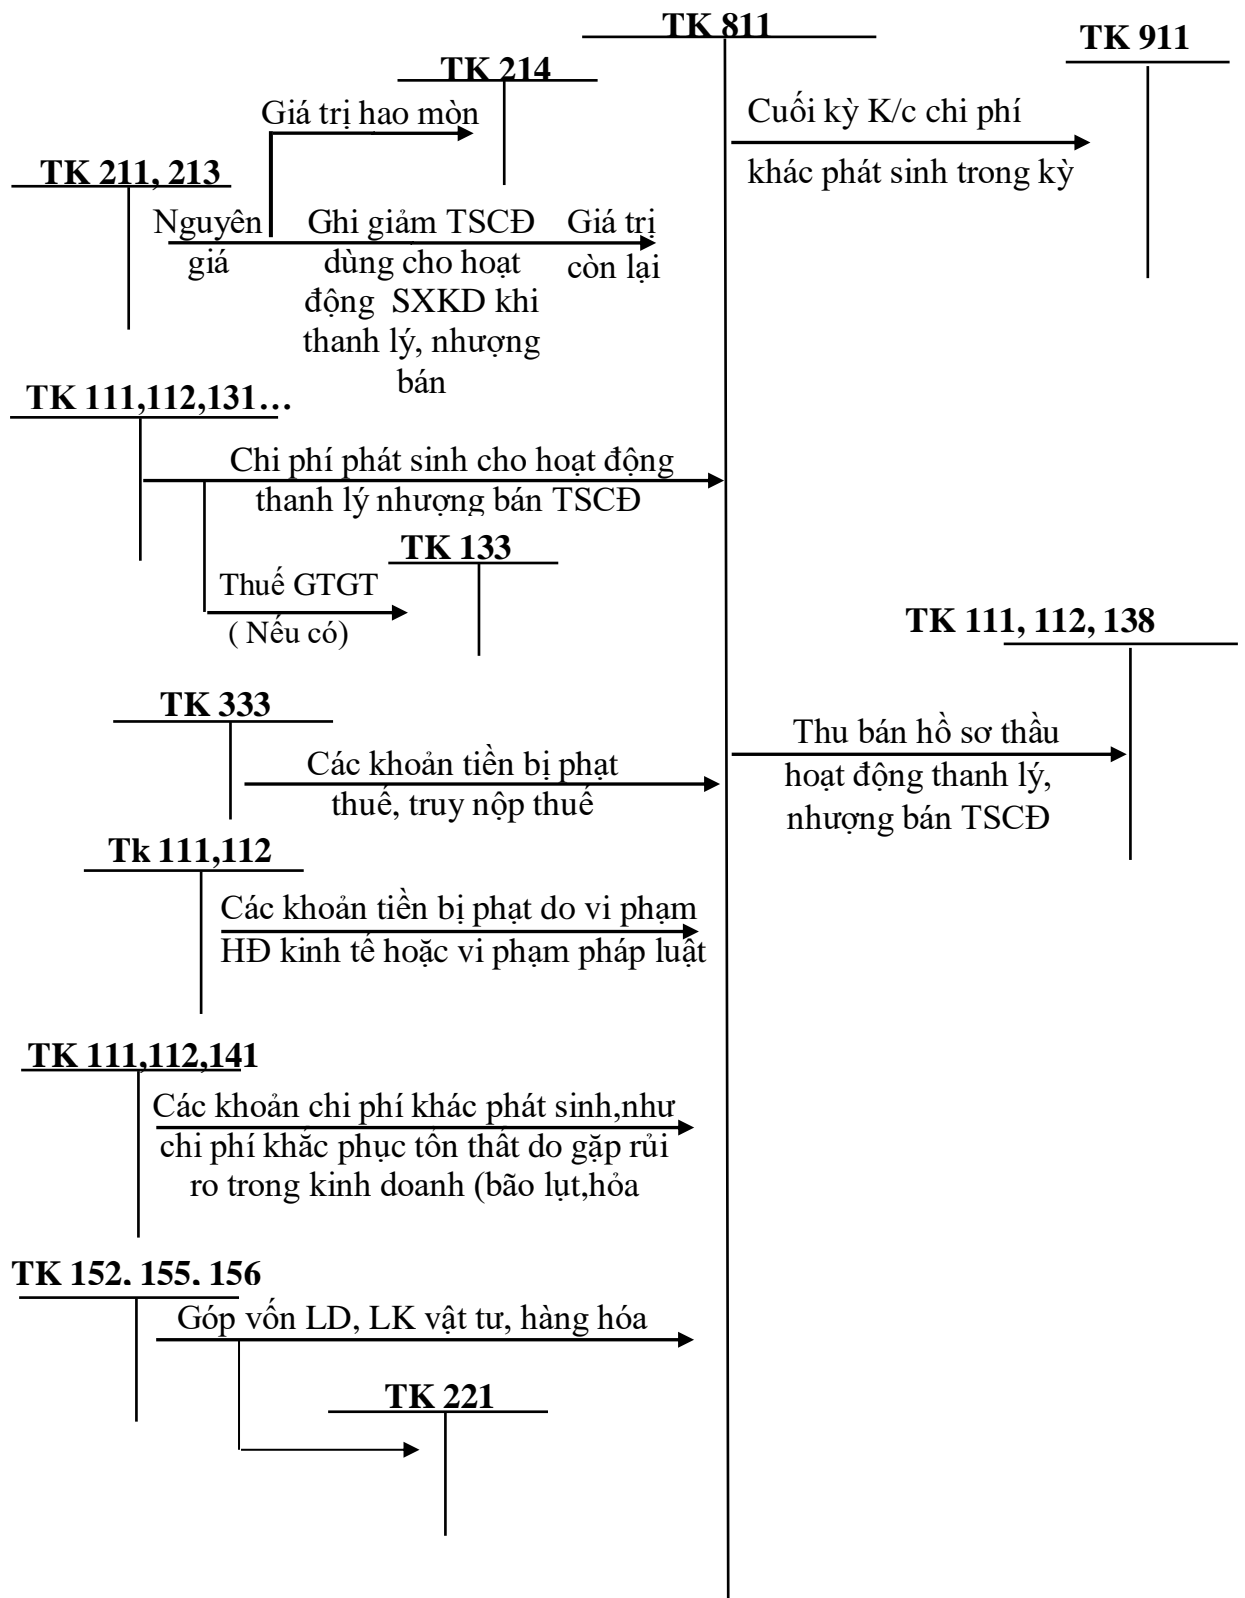 TK 811
TK 911
TK 214
Giá trị hao mòn
Cuối kỳ K/c chi phí
khác phát sinh trong kỳ
TK 211, 213
Nguyên
giá
Ghi giảm TSCĐ
dùng cho hoạt
động SXKD khi
thanh lý, nhượng
bán
Giá trị
còn lại
TK 111,112,131…
Chi phí phát sinh cho hoạt động
thanh lý nhượng bán TSCĐ
TK 133
Thuế GTGT
( Nếu có)
TK 111, 112, 138
TK 333
Các khoản tiền bị phạt
thuế, truy nộp thuế
Thu bán hồ sơ thầu
hoạt động thanh lý,
nhượng bán TSCĐ
Tk 111,112
Các khoản tiền bị phạt do vi phạm
HĐ kinh tế hoặc vi phạm pháp luật
TK 111,112,141
Các khoản chi phí khác phát sinh,như
chi phí khắc phục tổn thất do gặp rủi
ro trong kinh doanh (bão lụt,hỏa
TK 152, 155, 156
Góp vốn LD, LK vật tư, hàng hóa
TK 221